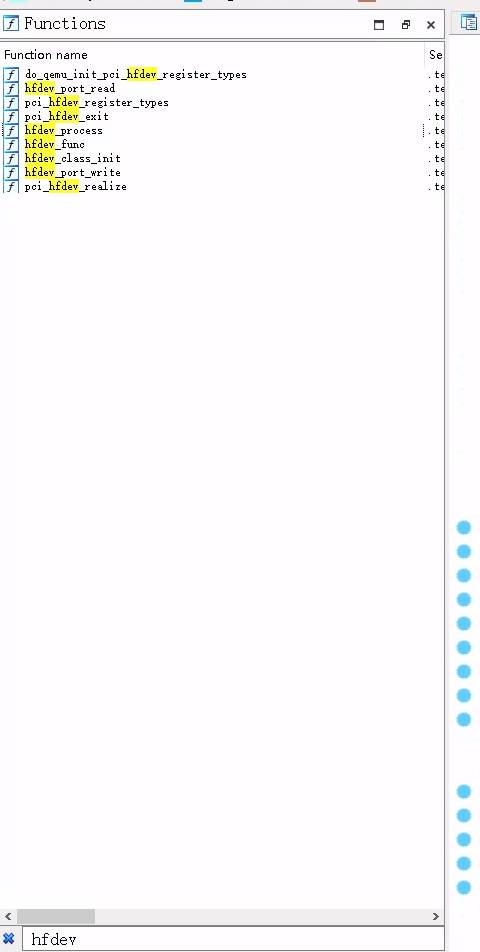 Functions
Function name Se
do_qemu_init_pci_hfdev_register_types .te
hfdev_port_read .te
pci_hfdev_register_types .te
pci_hfdev_exit .te
hfdev_process .te
hfdev_func .te
hfdev_class_init .te
hfdev_port_write .te
pci_hfdev_realize .te
hfdev